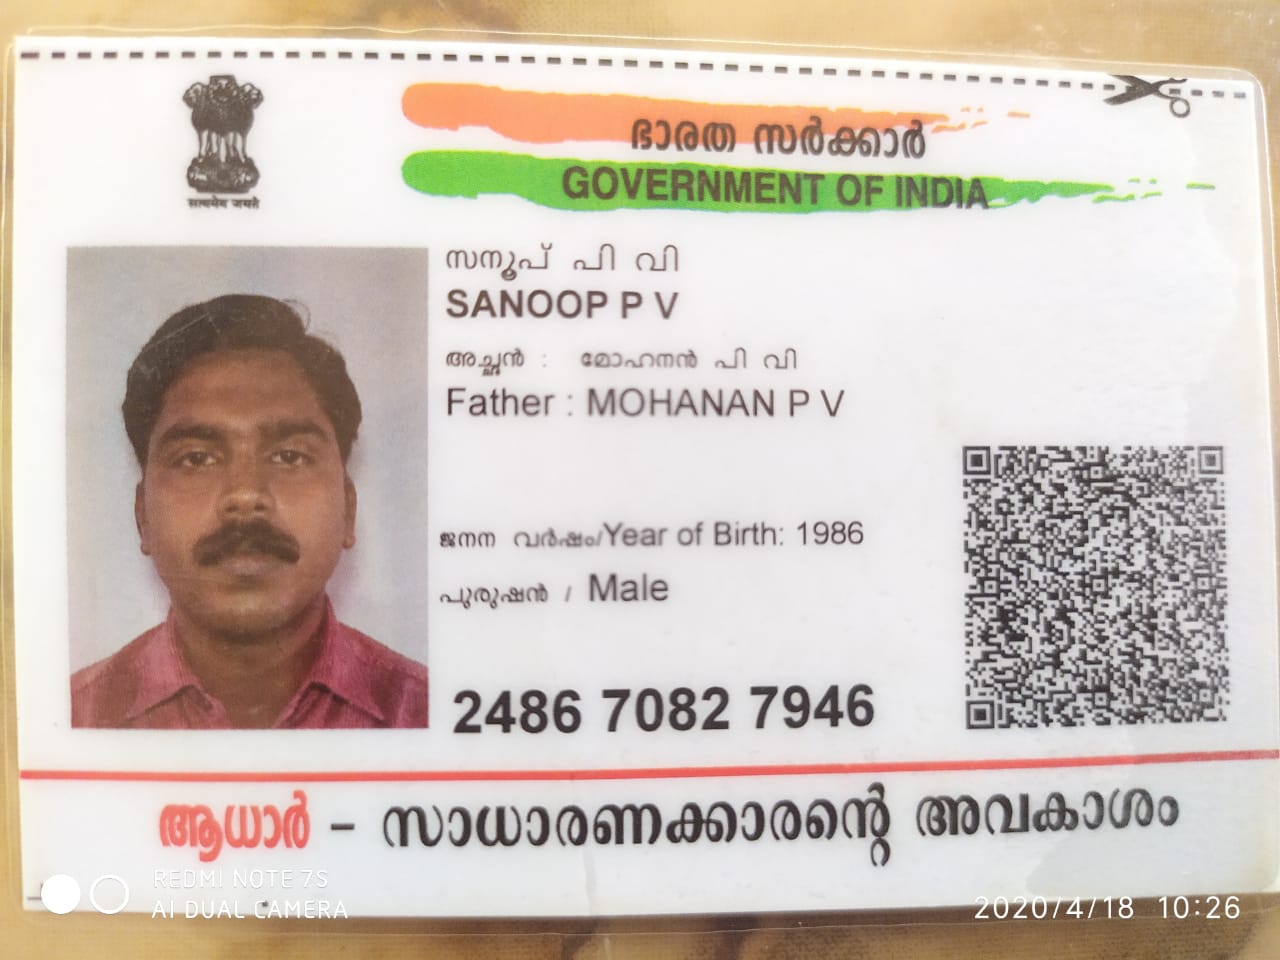 सत्यमेव जयते
ഭാരത സർക്കാർ
GOVERNMENT OF INDIA
സനൂപ് പി വി
SANOOP P V
അച്ഛൻ : മോഹനൻ പി വി
Father : MOHANAN P V
ജനന വർഷം/Year of Birth: 1986
പുരുഷൻ / Male
2486 7082 7946
ആധാർ - സാധാരണക്കാരന്റെ അവകാശം
REDMI NOTE 7S
AI DUAL CAMERA
2020/4/18 10:26